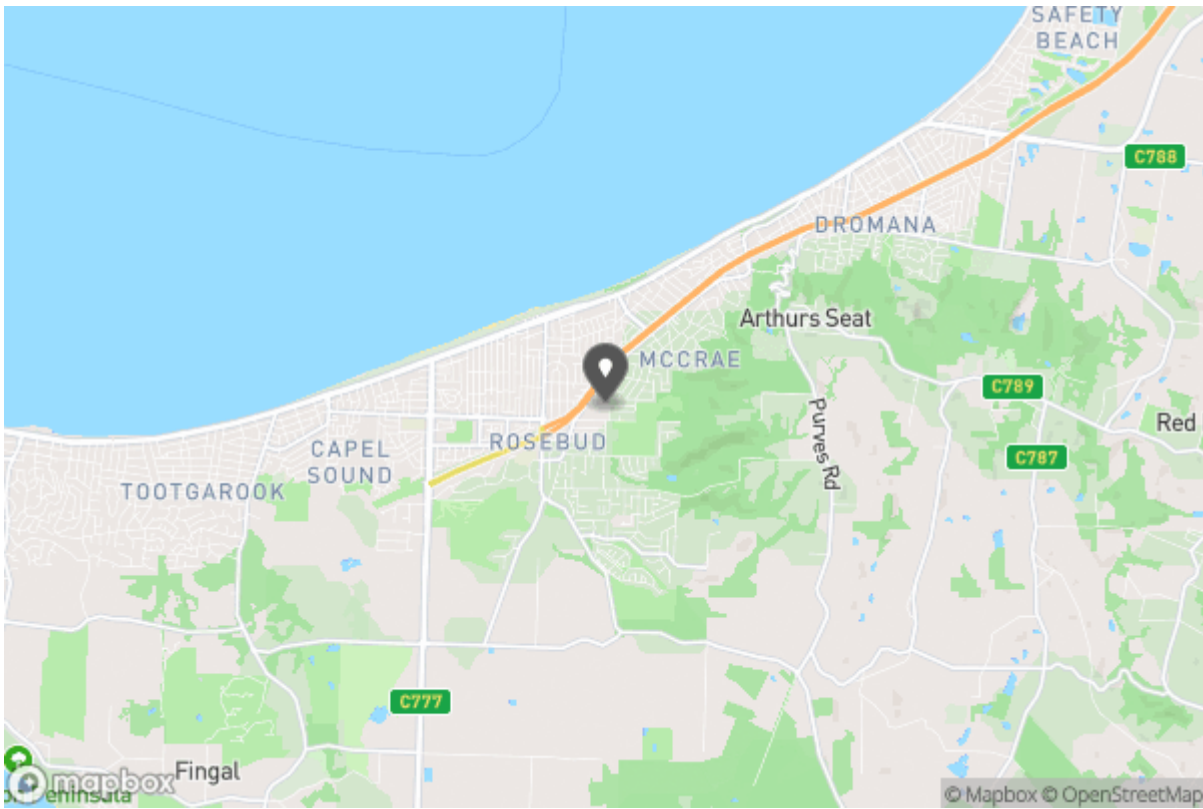 SAFETY
BEACH
C788
DROMANA
Arthurs Seat
MCCRAE
C789
Purves Rd
Red
ROSEBUD
C787
CAPEL
SOUND
TOOTGAROOK
C777
Fingal
mapbox
Peninsula
© Mapbox © OpenStreetMap